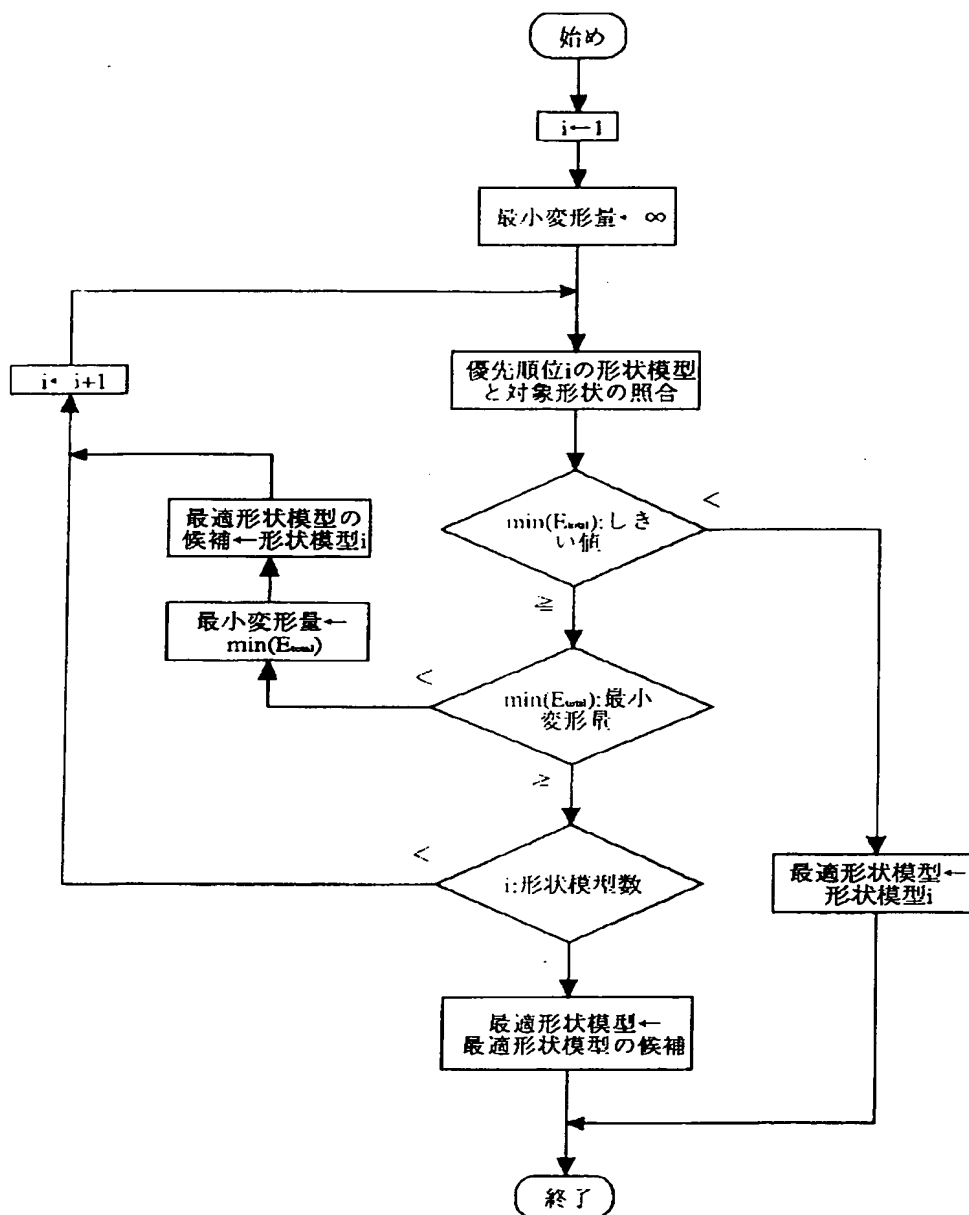 始め
i←1
最小変形量← ∞
優先順位iの形状模型
と対象形状の照合
i← i+1
<
min(Etotal):しき
い値
最適形状模型の
候補←形状模型i
≧
最小変形量←
min(Etotal)
<
min(Etotal):最小
変形量
≧
<
i:形状模型数
最適形状模型←
形状模型i
最適形状模型←
最適形状模型の候補
終了